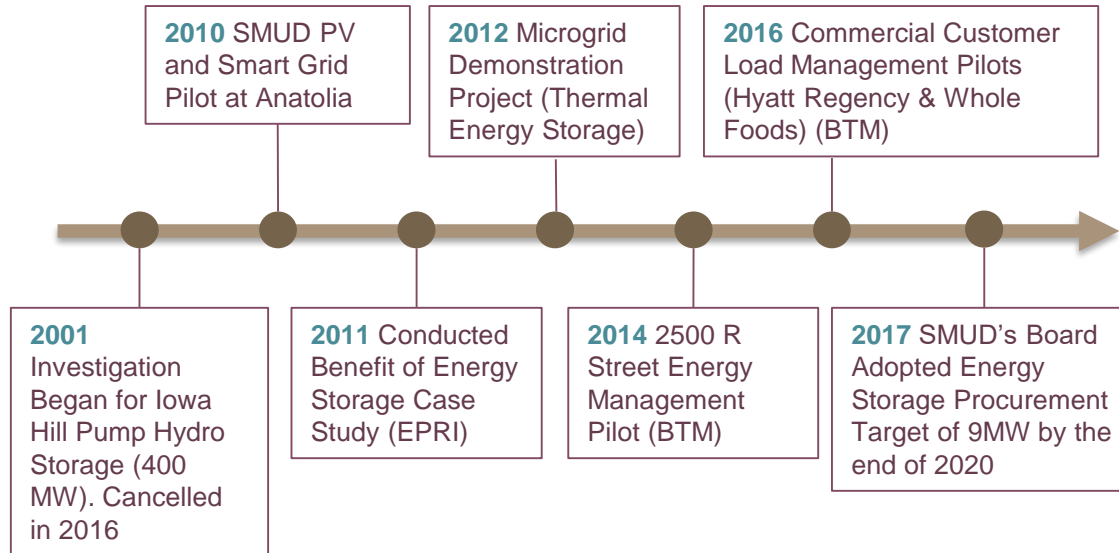 2010 SMUD PV
and Smart Grid
Pilot at Anatolia
2012 Microgrid
Demonstration
Project (Thermal
Energy Storage)
2016 Commercial Customer
Load Management Pilots
(Hyatt Regency & Whole
Foods) (BTM)
2001
Investigation
Began for Iowa
Hill Pump Hydro
Storage (400
MW). Cancelled
in 2016
2011 Conducted
Benefit of Energy
Storage Case
Study (EPRI)
2014 2500 R
Street Energy
Management
Pilot (BTM)
2017 SMUD’s Board
Adopted Energy
Storage Procurement
Target of 9MW by the
end of 2020